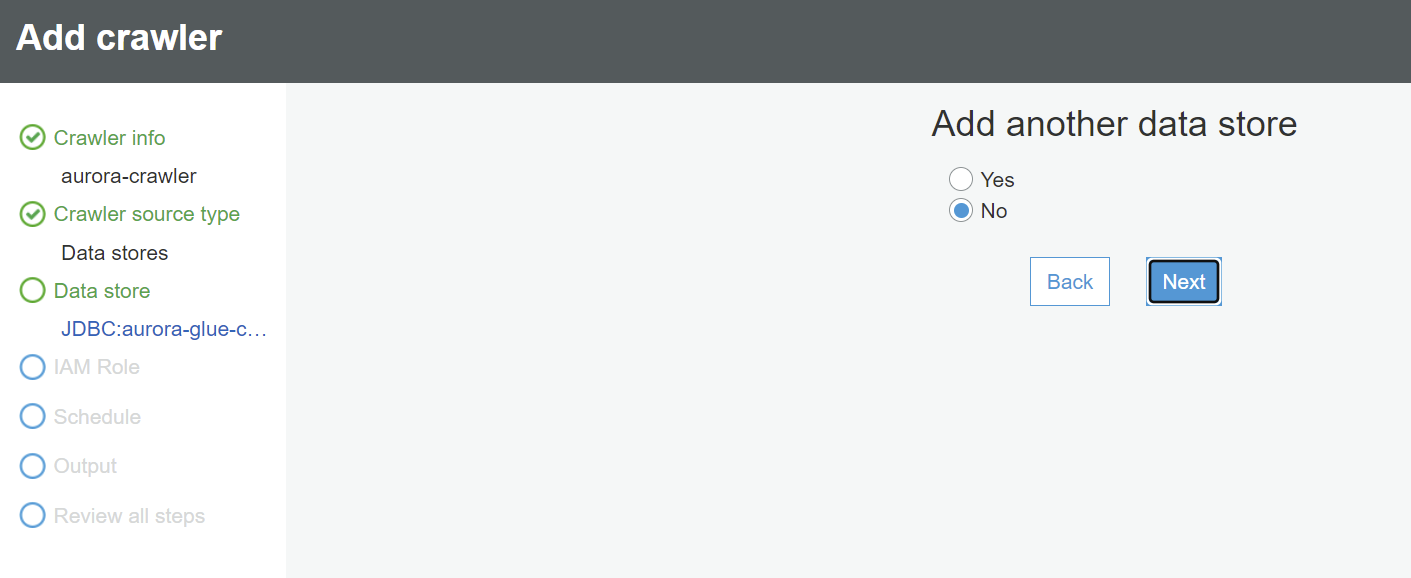 Add crawler
Crawler info
aurora-crawler
Crawler source type
Data stores
Data store
JDBC:aurora-glue-c…
IAM Role
Schedule
Output
Review all steps
Add another data store
Yes
No
Back
Next